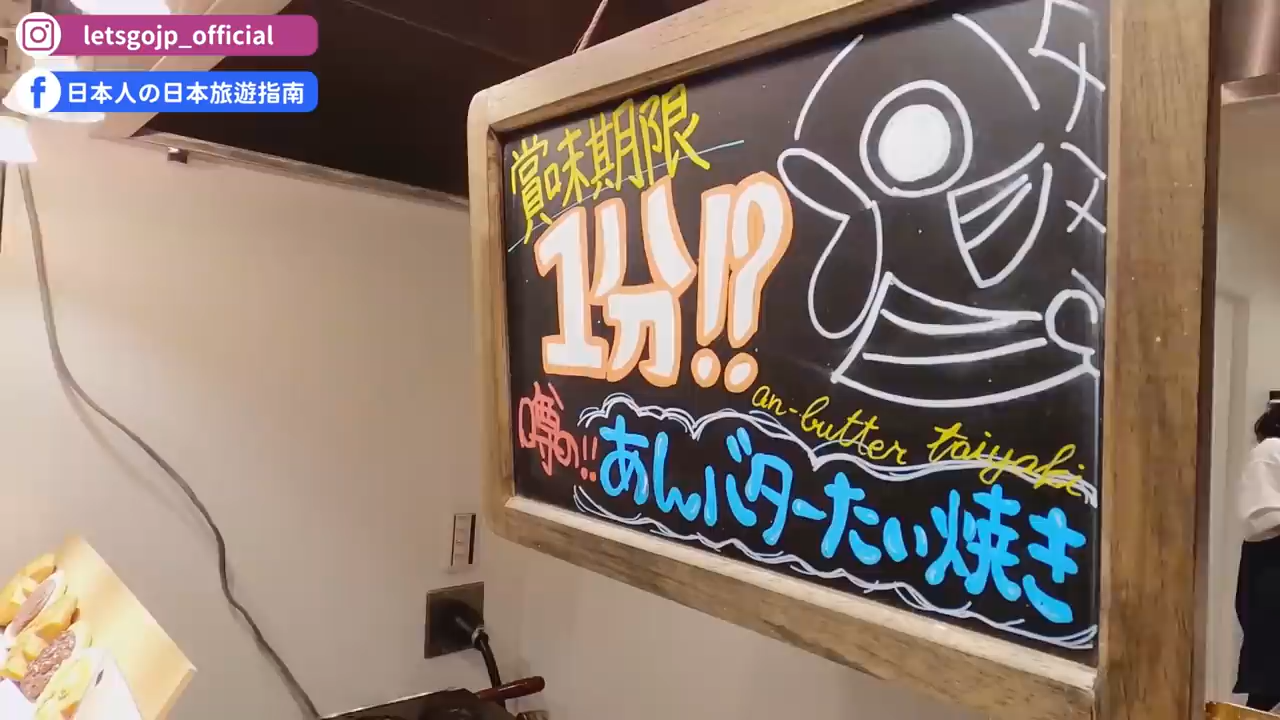 letsgojp_official
日本人の日本旅遊指南
賞味期限
1分!?
an-butter taiyaki
噂の!!
あんバターたい焼き